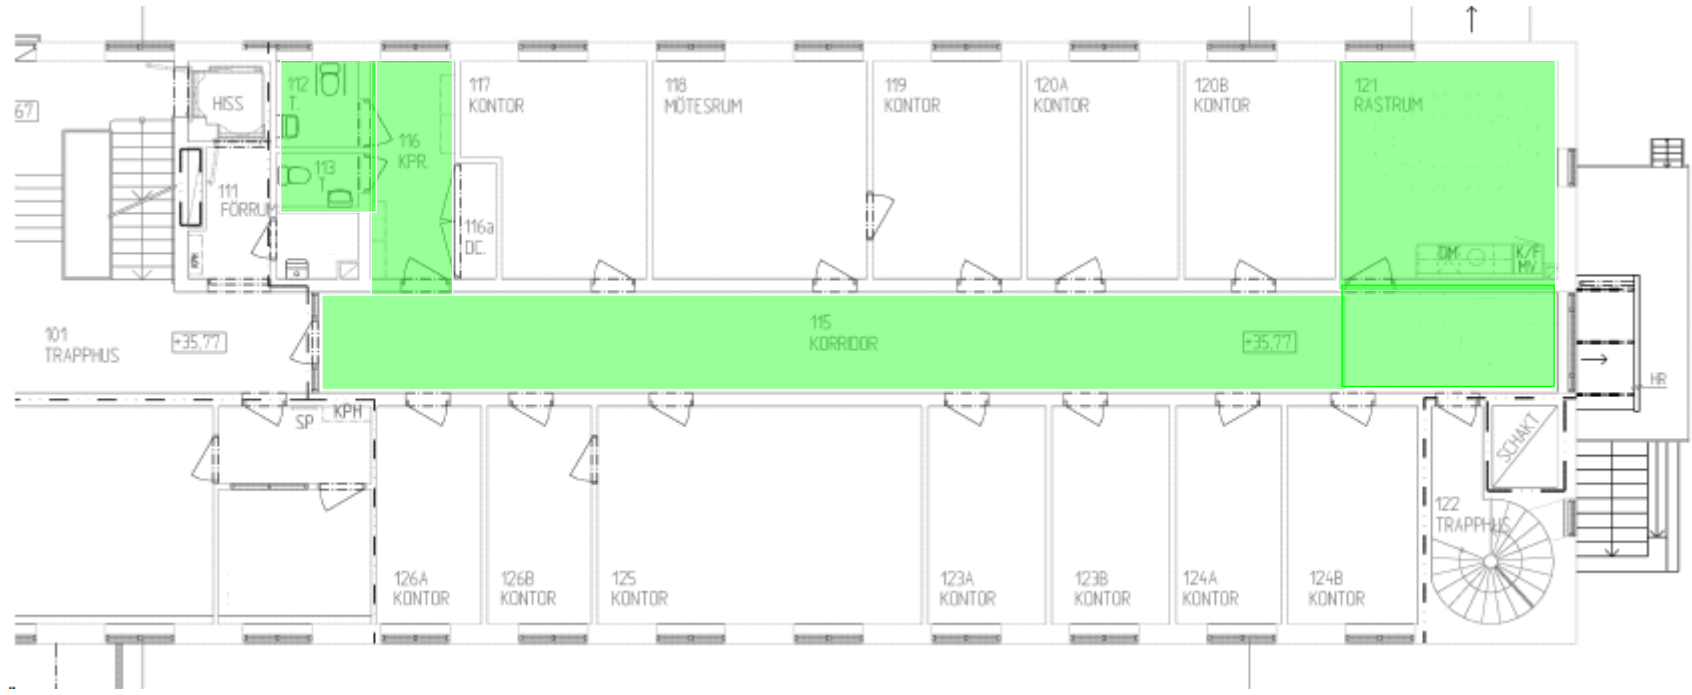 67
HISS
112
T.
116
KPR.
113
T
111
FÖRRUM
KPH
117
KONTOR
116a
DC.
118
MÖTESRUM
119
KONTOR
120A
KONTOR
120B
KONTOR
121
RASTRUM
DM
K/F
MV
101
TRAPPHUS
+35,77
115
KORRIDOR
+35,77
HR
SP
KPH
SCHAKT
122
TRAPPHUS
126A
KONTOR
126B
KONTOR
125
KONTOR
123A
KONTOR
123B
KONTOR
124A
KONTOR
124B
KONTOR